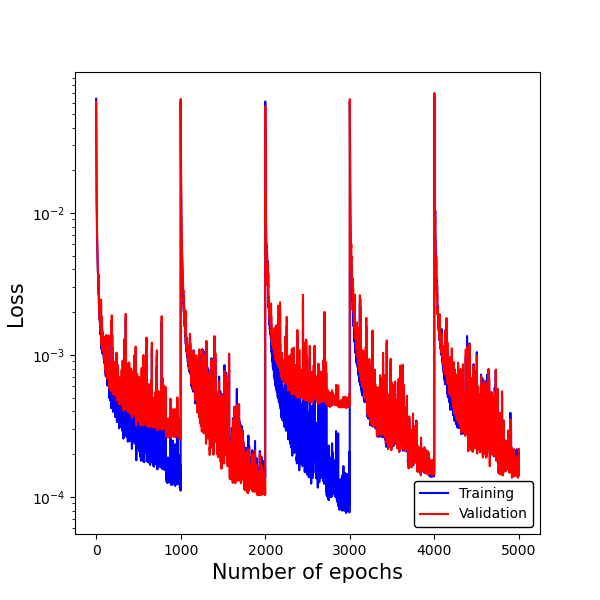 Loss
10⁻²
10⁻³
10⁻⁴
0 1000 2000 3000 4000 5000
Number of epochs
Training
Validation